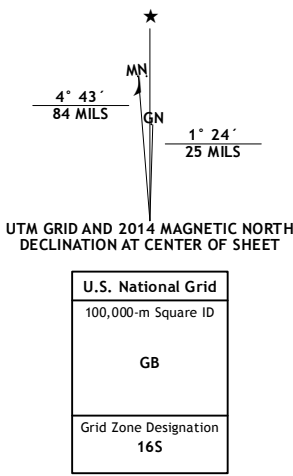 ★
MN
4° 43´
84 MILS
GN
1° 24´
25 MILS
UTM GRID AND 2014 MAGNETIC NORTH
DECLINATION AT CENTER OF SHEET
U.S. National Grid
100,000-m Square ID
GB
Grid Zone Designation
16S